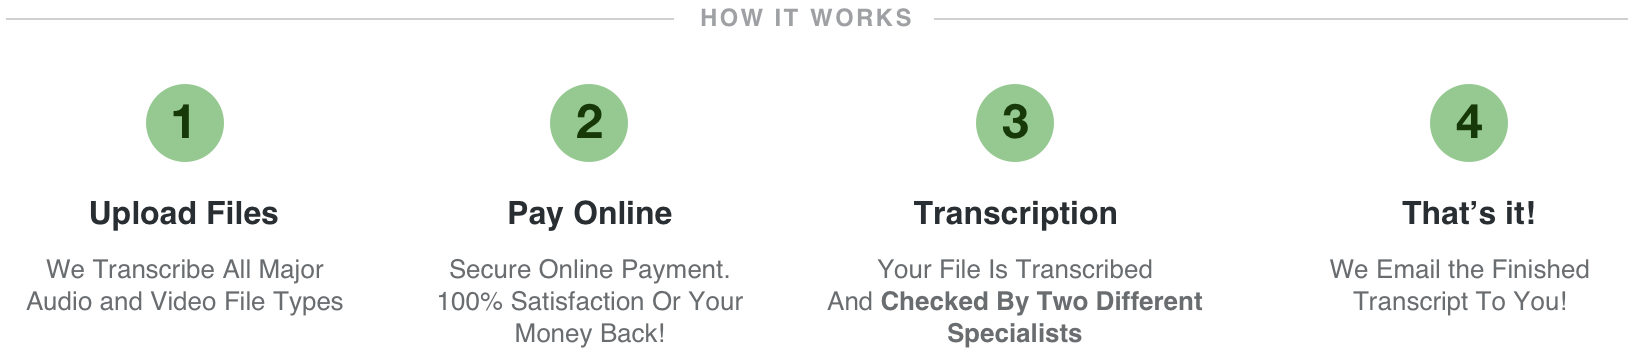 HOW IT WORKS
1
Upload Files
We Transcribe All Major
Audio and Video File Types
2
Pay Online
Secure Online Payment.
100% Satisfaction Or Your
Money Back!
3
Transcription
Your File Is Transcribed
And Checked By Two Different
Specialists
4
That’s it!
We Email the Finished
Transcript To You!